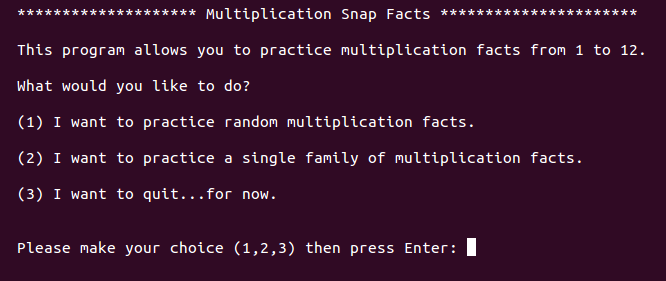 ******************** Multiplication Snap Facts **********************
This program allows you to practice multiplication facts from 1 to 12.
What would you like to do?
(1) I want to practice random multiplication facts.
(2) I want to practice a single family of multiplication facts.
(3) I want to quit...for now.
Please make your choice (1,2,3) then press Enter: